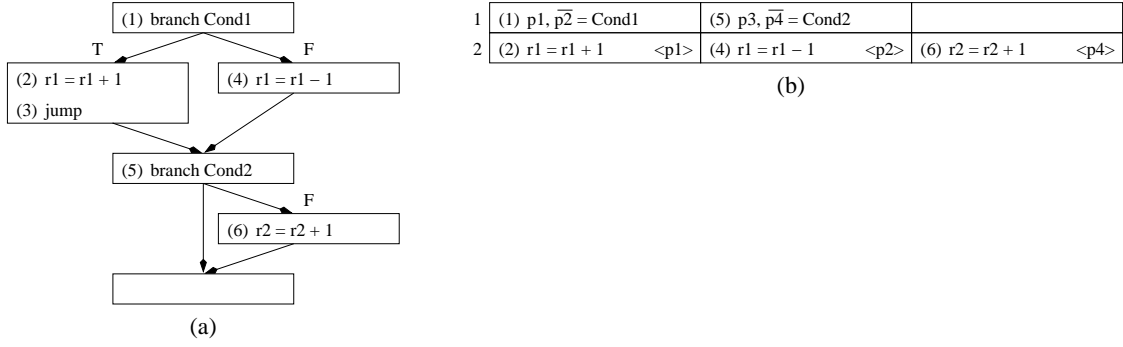 (1) branch Cond1
T F
(2) r1 = r1 + 1
(3) jump
(4) r1 = r1 − 1
(5) branch Cond2
F
(6) r2 = r2 + 1
(a)
1 (1) p1, p̅2̅ = Cond1 (5) p3, p̅4̅ = Cond2
2 (2) r1 = r1 + 1 <p1> (4) r1 = r1 − 1 <p2> (6) r2 = r2 + 1 <p4>
(b)